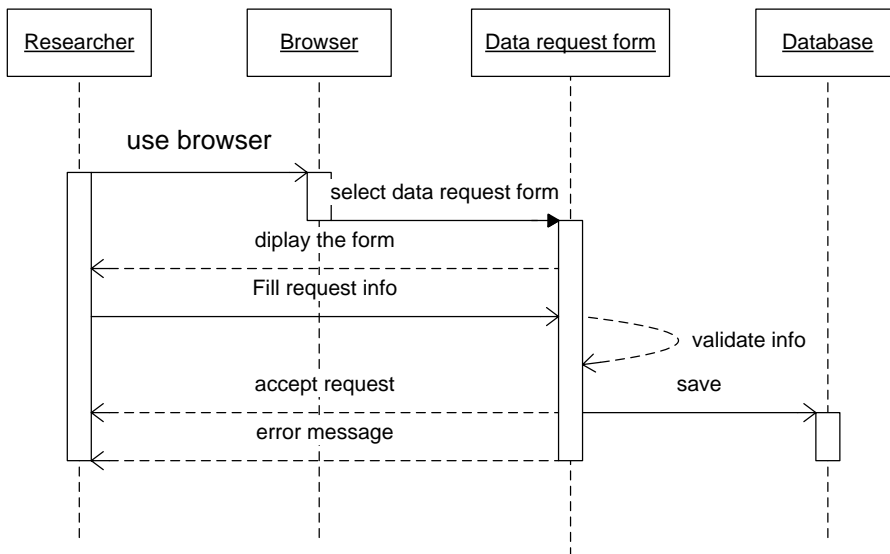 Researcher
Browser
Data request form
Database
use browser
select data request form
diplay the form
Fill request info
validate info
accept request
save
error message